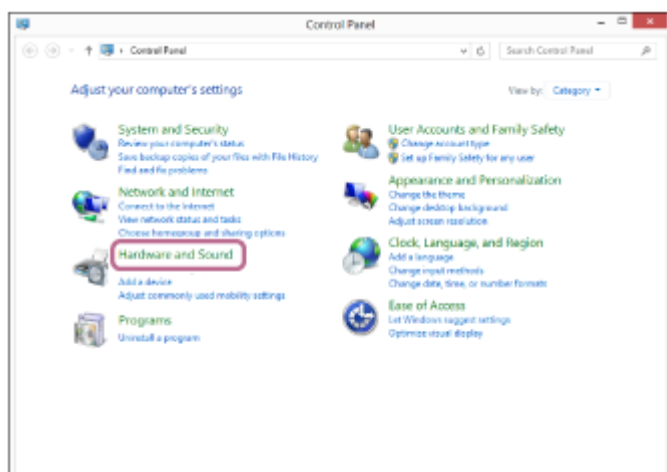 Control Panel
Control Panel
Search Control Panel
Adjust your computer's settings
View by: Category
System and Security
Review your computer's status
Save backup copies of your files with File History
Find and fix problems
Network and Internet
Connect to the Internet
View network status and tasks
Choose homegroup and sharing options
Hardware and Sound
Add a device
Adjust commonly used mobility settings
Programs
Uninstall a program
User Accounts and Family Safety
Change account type
Set up Family Safety for any user
Appearance and Personalization
Change the theme
Change desktop background
Adjust screen resolution
Clock, Language, and Region
Add a language
Change input methods
Change date, time, or number formats
Ease of Access
Let Windows suggest settings
Optimize visual display